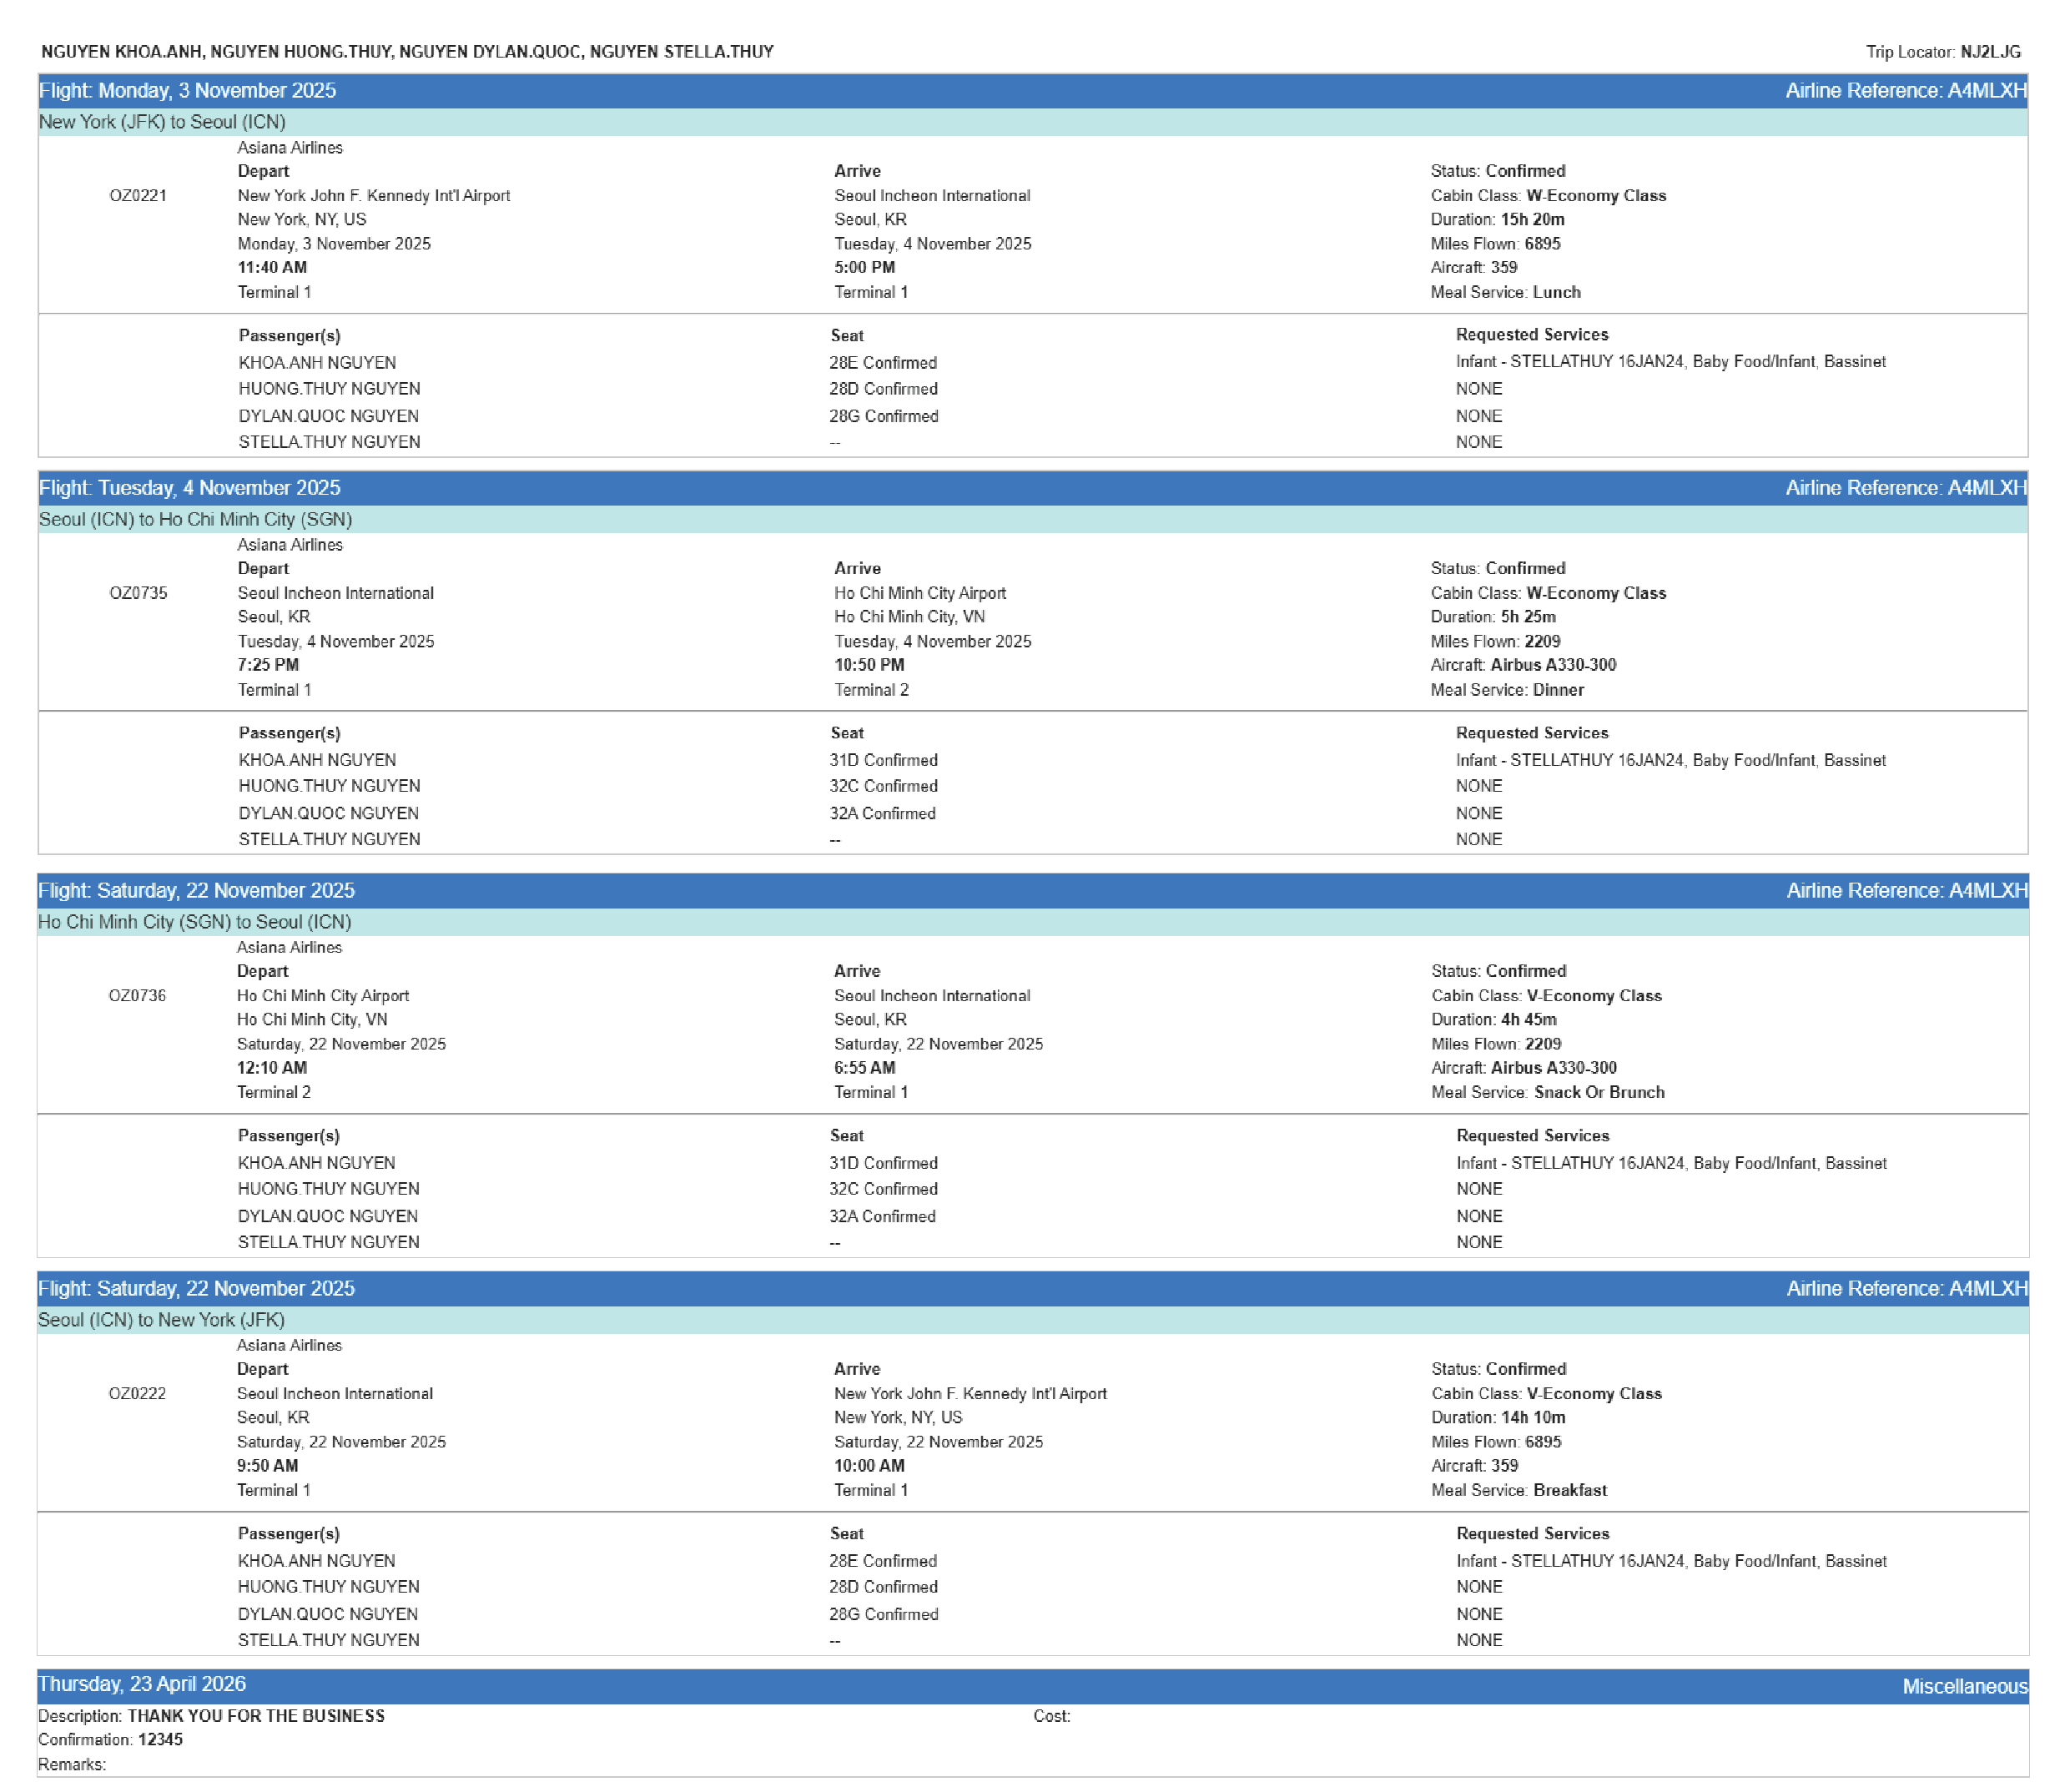 NGUYEN KHOA.ANH, NGUYEN HUONG.THUY, NGUYEN DYLAN.QUOC, NGUYEN STELLA.THUY Trip Locator: NJ2LJG
Flight: Monday, 3 November 2025 Airline Reference: A4MLXH
New York (JFK) to Seoul (ICN)
Asiana Airlines
Depart Arrive Status: Confirmed
OZ0221 New York John F. Kennedy Int'l Airport Seoul Incheon International Cabin Class: W-Economy Class
New York, NY, US Seoul, KR Duration: 15h 20m
Monday, 3 November 2025 Tuesday, 4 November 2025 Miles Flown: 6895
11:40 AM 5:00 PM Aircraft: 359
Terminal 1 Terminal 1 Meal Service: Lunch
Passenger(s) Seat Requested Services
KHOA.ANH NGUYEN 28E Confirmed Infant - STELLATHUY 16JAN24, Baby Food/Infant, Bassinet
HUONG.THUY NGUYEN 28D Confirmed NONE
DYLAN.QUOC NGUYEN 28G Confirmed NONE
STELLA.THUY NGUYEN -- NONE
Flight: Tuesday, 4 November 2025 Airline Reference: A4MLXH
Seoul (ICN) to Ho Chi Minh City (SGN)
Asiana Airlines
Depart Arrive Status: Confirmed
OZ0735 Seoul Incheon International Ho Chi Minh City Airport Cabin Class: W-Economy Class
Seoul, KR Ho Chi Minh City, VN Duration: 5h 25m
Tuesday, 4 November 2025 Tuesday, 4 November 2025 Miles Flown: 2209
7:25 PM 10:50 PM Aircraft: Airbus A330-300
Terminal 1 Terminal 2 Meal Service: Dinner
Passenger(s) Seat Requested Services
KHOA.ANH NGUYEN 31D Confirmed Infant - STELLATHUY 16JAN24, Baby Food/Infant, Bassinet
HUONG.THUY NGUYEN 32C Confirmed NONE
DYLAN.QUOC NGUYEN 32A Confirmed NONE
STELLA.THUY NGUYEN -- NONE
Flight: Saturday, 22 November 2025 Airline Reference: A4MLXH
Ho Chi Minh City (SGN) to Seoul (ICN)
Asiana Airlines
Depart Arrive Status: Confirmed
OZ0736 Ho Chi Minh City Airport Seoul Incheon International Cabin Class: V-Economy Class
Ho Chi Minh City, VN Seoul, KR Duration: 4h 45m
Saturday, 22 November 2025 Saturday, 22 November 2025 Miles Flown: 2209
12:10 AM 6:55 AM Aircraft: Airbus A330-300
Terminal 2 Terminal 1 Meal Service: Snack Or Brunch
Passenger(s) Seat Requested Services
KHOA.ANH NGUYEN 31D Confirmed Infant - STELLATHUY 16JAN24, Baby Food/Infant, Bassinet
HUONG.THUY NGUYEN 32C Confirmed NONE
DYLAN.QUOC NGUYEN 32A Confirmed NONE
STELLA.THUY NGUYEN -- NONE
Flight: Saturday, 22 November 2025 Airline Reference: A4MLXH
Seoul (ICN) to New York (JFK)
Asiana Airlines
Depart Arrive Status: Confirmed
OZ0222 Seoul Incheon International New York John F. Kennedy Int'l Airport Cabin Class: V-Economy Class
Seoul, KR New York, NY, US Duration: 14h 10m
Saturday, 22 November 2025 Saturday, 22 November 2025 Miles Flown: 6895
9:50 AM 10:00 AM Aircraft: 359
Terminal 1 Terminal 1 Meal Service: Breakfast
Passenger(s) Seat Requested Services
KHOA.ANH NGUYEN 28E Confirmed Infant - STELLATHUY 16JAN24, Baby Food/Infant, Bassinet
HUONG.THUY NGUYEN 28D Confirmed NONE
DYLAN.QUOC NGUYEN 28G Confirmed NONE
STELLA.THUY NGUYEN -- NONE
Thursday, 23 April 2026 Miscellaneous
Description: THANK YOU FOR THE BUSINESS Cost:
Confirmation: 12345
Remarks: